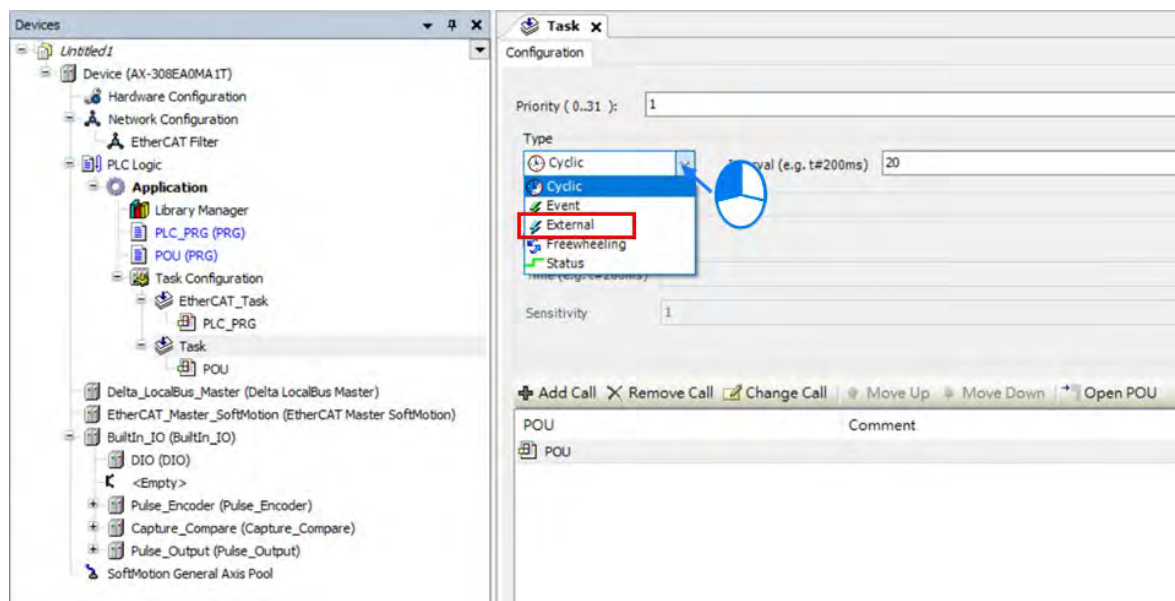 Devices
Untitled1
Device (AX-308EA0MA1T)
Hardware Configuration
Network Configuration
EtherCAT Filter
PLC Logic
Application
Library Manager
PLC_PRG (PRG)
POU (PRG)
Task Configuration
EtherCAT_Task
PLC_PRG
Task
POU
Delta_LocalBus_Master (Delta LocalBus Master)
EtherCAT_Master_SoftMotion (EtherCAT Master SoftMotion)
BuiltIn_IO (BuiltIn_IO)
DIO (DIO)
<Empty>
Pulse_Encoder (Pulse_Encoder)
Capture_Compare (Capture_Compare)
Pulse_Output (Pulse_Output)
SoftMotion General Axis Pool
Task
Configuration
Priority ( 0..31 ): 1
Type
Cyclic (e.g. t#200ms) 20
Cyclic
Event
External
Freewheeling
Status
Sensitivity 1
Add Call Remove Call Change Call Move Up Move Down Open POU
POU Comment
POU